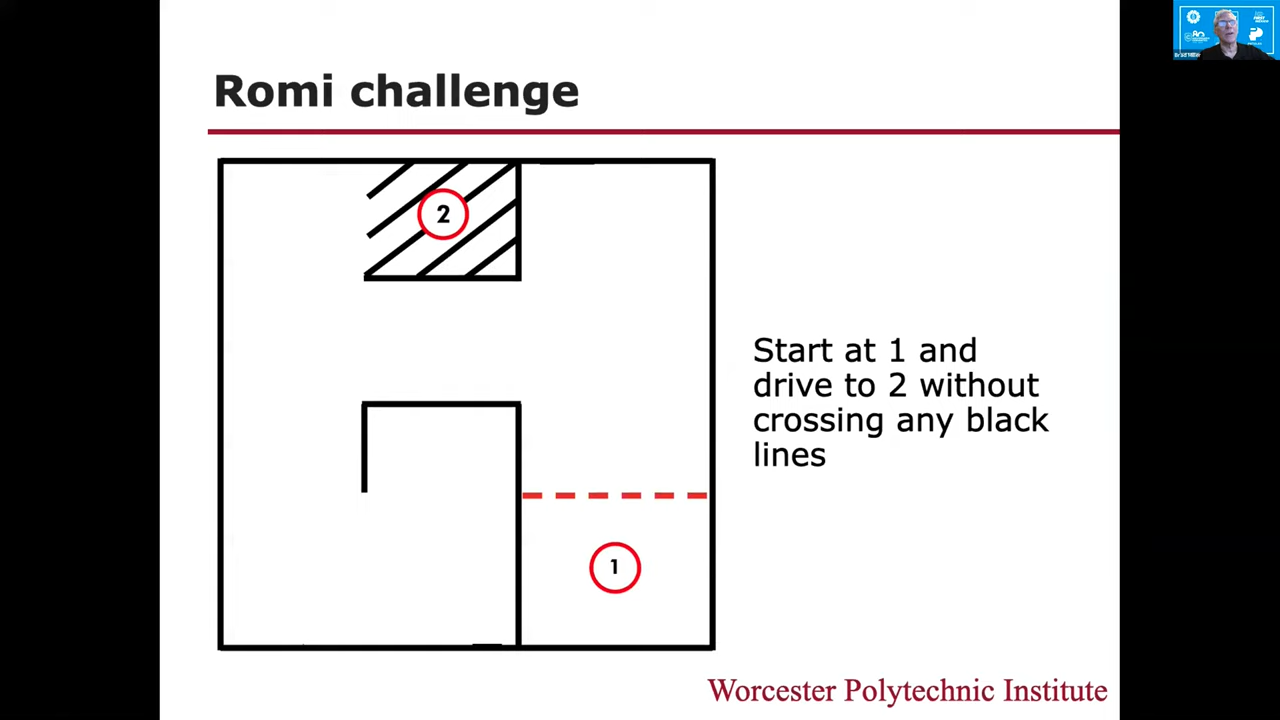 Romi challenge
2
Start at 1 and
drive to 2 without
crossing any black
lines
1
Worcester Polytechnic Institute